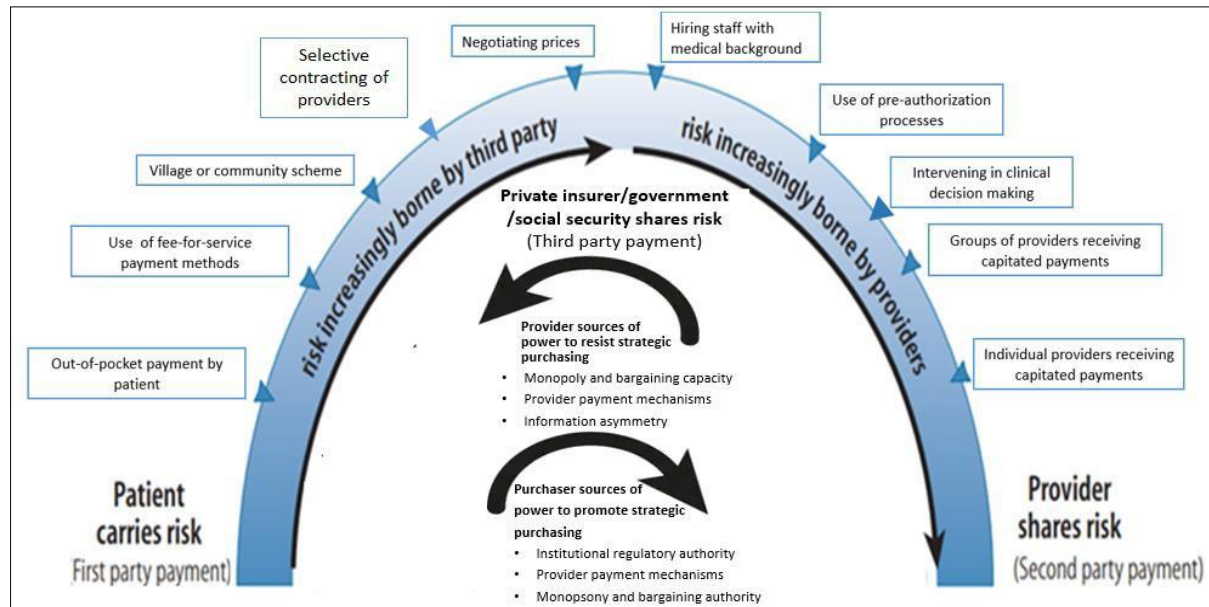 Negotiating prices
Hiring staff with
medical background
Selective
contracting of
providers
Use of pre-authorization
processes
Village or community scheme
Intervening in clinical
decision making
Use of fee-for-service
payment methods
Groups of providers receiving
capitated payments
Out-of-pocket payment by
patient
Individual providers receiving
capitated payments
risk increasingly borne by third party
risk increasingly borne by providers
Private insurer/government
/social security shares risk
(Third party payment)
Provider sources of
power to resist strategic
purchasing
• Monopoly and bargaining capacity
• Provider payment mechanisms
• Information asymmetry
Purchaser sources of
power to promote strategic
purchasing
• Institutional regulatory authority
• Provider payment mechanisms
• Monopsony and bargaining authority
Patient
carries risk
(First party payment)
Provider
shares risk
(Second party payment)